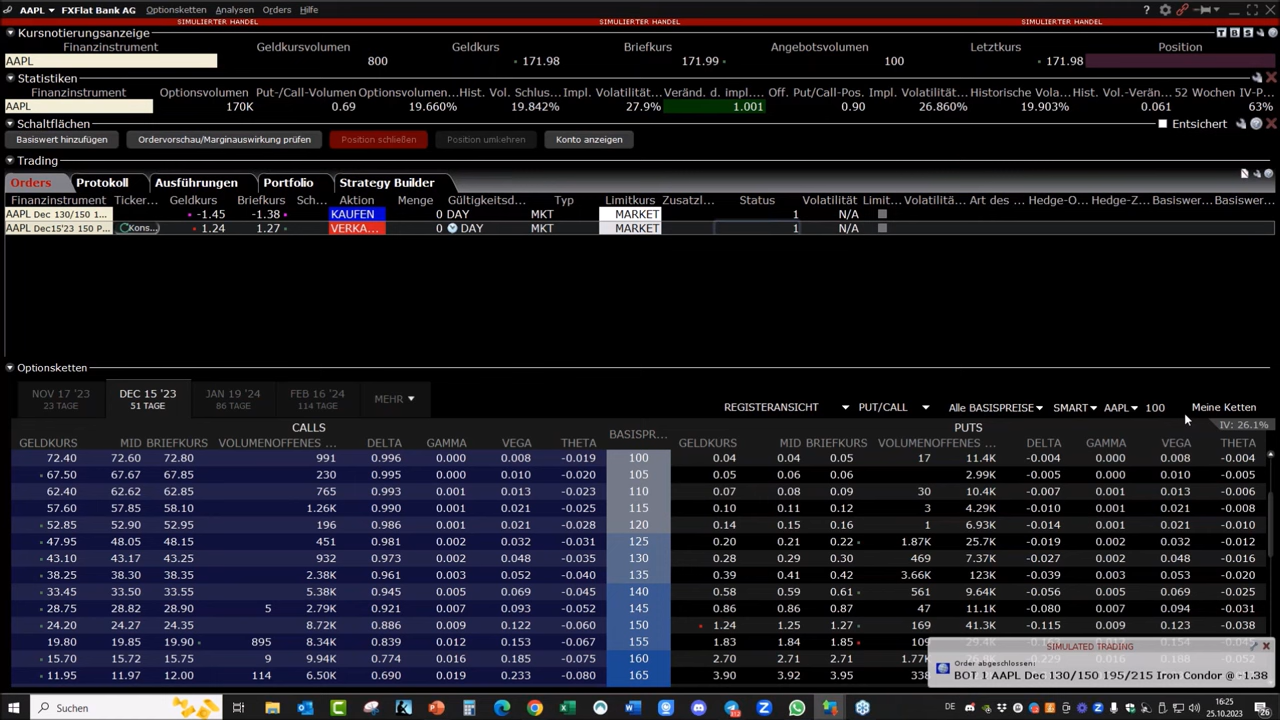 AAPL FXFlat Bank AG Optionsketten Analysen Orders Hilfe
SIMULIERTER HANDEL SIMULIERTER HANDEL SIMULIERTER HANDEL
Kursnotierungsanzeige
Finanzinstrument Geldkursvolumen Geldkurs Briefkurs Angebotsvolumen Letztkurs Position
AAPL 800 171.98 171.99 100 171.98
Statistiken
Finanzinstrument Optionsvolumen Put-/Call-Volumen Optionsvolumen... Hist. Vol. Schlus... Impl. Volatilität... Veränd. d. impl.... Off. Put/Call-Pos. Impl. Volatilität ... Historische Vola... Hist. Vol.-Verän... 52 Wochen IV-P...
AAPL 170K 0.69 19.660% 19.842% 27.9% 1.001 0.90 26.860% 19.903% 0.061 63%
Schaltflächen Entsichert
Basiswert hinzufügen Ordervorschau/Marginauswirkung prüfen Position schließen Position umkehren Konto anzeigen
Trading
Orders Protokoll Ausführungen Portfolio Strategy Builder
Finanzinstrument Ticker... Geldkurs Briefkurs Sch... Aktion Menge Gültigkeitsd... Typ Limitkurs Zusatzl... Status Volatilität Limit... Volatilitä... Art des ... Hedge-O... Hedge-Z... Basiswer... Basiswer...
AAPL Dec 130/150 1... -1.45 -1.38 KAUFEN 0 DAY MKT MARKET 1 N/A
AAPL Dec15'23 150 P... Kons... 1.24 1.27 VERKA... 0 DAY MKT MARKET 1 N/A
Optionsketten
NOV 17 '23 DEC 15 '23 JAN 19 '24 FEB 16 '24 MEHR
23 TAGE 51 TAGE 86 TAGE 114 TAGE
REGISTERANSICHT PUT/CALL Alle BASISPREISE SMART AAPL 100 Meine Ketten
IV: 26.1%
CALLS BASISPR... PUTS
GELDKURS MID BRIEFKURS VOLUMEN OFFENES ... DELTA GAMMA VEGA THETA GELDKURS MID BRIEFKURS VOLUMEN OFFENES ... DELTA GAMMA VEGA THETA
72.40 72.60 72.80 991 0.996 0.000 0.008 -0.019 100 0.04 0.04 0.05 17 11.4K -0.004 0.000 0.008 -0.004
67.50 67.67 67.85 230 0.995 0.000 0.010 -0.021 105 0.05 0.05 0.06 2.99K -0.005 0.000 0.010 -0.005
62.40 62.62 62.85 765 0.993 0.001 0.013 -0.023 110 0.07 0.08 0.09 30 10.4K -0.007 0.001 0.013 -0.006
57.60 57.85 58.10 1.26K 0.990 0.001 0.021 -0.025 115 0.10 0.11 0.12 3 4.29K -0.010 0.001 0.021 -0.008
52.85 52.90 52.95 196 0.986 0.001 0.021 -0.028 120 0.14 0.15 0.16 1 6.93K -0.014 0.001 0.021 -0.010
47.95 48.05 48.15 451 0.981 0.002 0.032 -0.031 125 0.20 0.21 0.22 1.87K 25.7K -0.019 0.002 0.032 -0.012
43.10 43.17 43.25 932 0.973 0.002 0.048 -0.035 130 0.28 0.29 0.30 469 7.37K -0.027 0.002 0.048 -0.016
38.25 38.30 38.35 2.38K 0.961 0.003 0.052 -0.040 135 0.39 0.41 0.42 3.66K 123K -0.039 0.003 0.053 -0.020
33.45 33.50 33.55 5.38K 0.945 0.005 0.069 -0.045 140 0.58 0.59 0.61 561 9.64K -0.056 0.005 0.069 -0.025
28.75 28.82 28.90 5 2.79K 0.921 0.007 0.093 -0.052 145 0.86 0.86 0.87 47 11.1K -0.080 0.007 0.094 -0.031
24.20 24.27 24.35 8.72K 0.886 0.009 0.122 -0.060 150 1.24 1.25 1.27 169 41.3K -0.115 0.009 0.123 -0.038
19.80 19.85 19.90 895 8.34K 0.839 0.012 0.153 -0.067 155 1.83 1.84 1.85
15.70 15.72 15.75 9 9.94K 0.774 0.016 0.185 -0.075 160 2.70 2.71 2.72 1.77K
11.95 11.97 12.00 114 6.50K 0.690 0.019 0.233 -0.080 165 3.90 3.92 3.95
SIMULATED TRADING
Order abgeschlossen:
BOT 1 AAPL Dec 130/150 195/215 Iron Condor @ -1.38
Suchen DE 16:25
25.10.2023 26